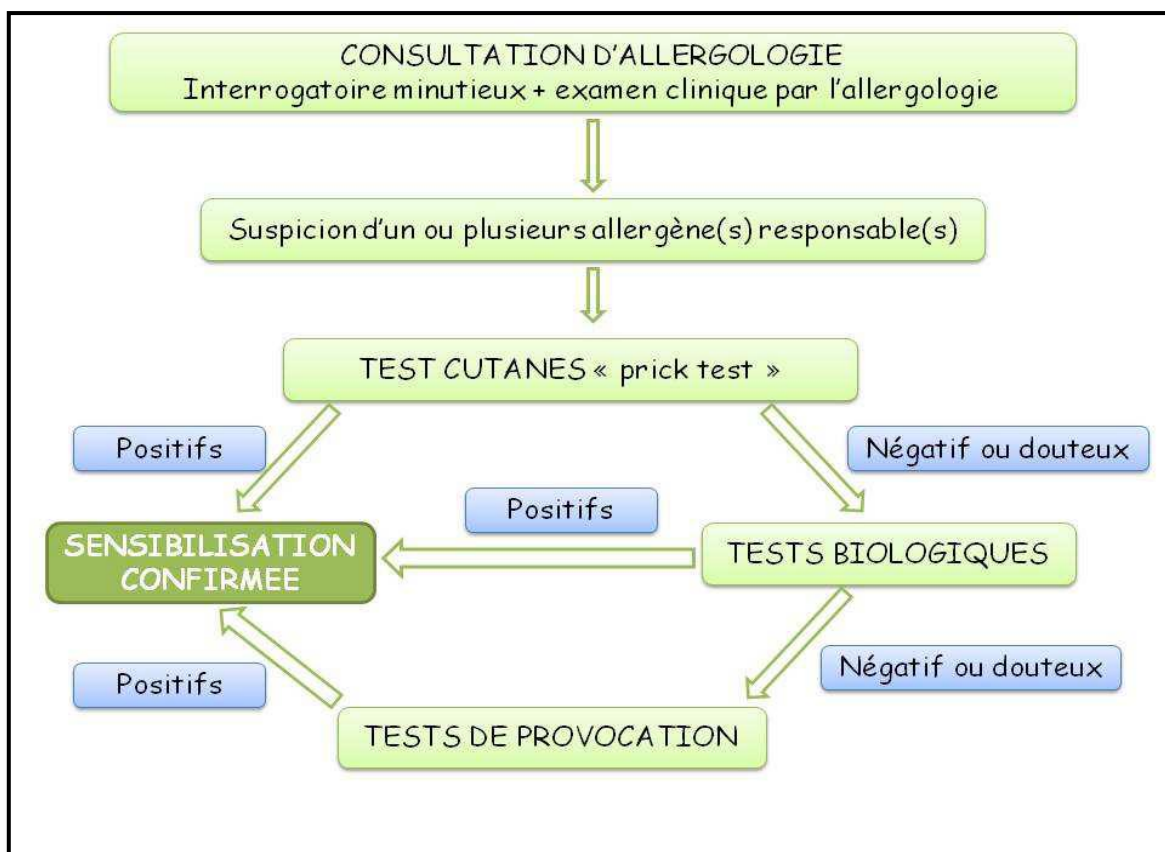 CONSULTATION D'ALLERGOLOGIE
Interrogatoire minutieux + examen clinique par l'allergologie
Suspicion d'un ou plusieurs allergène(s) responsable(s)
TEST CUTANES « prick test »
Positifs
Négatif ou douteux
Positifs
SENSIBILISATION
CONFIRMEE
TESTS BIOLOGIQUES
Positifs
Négatif ou douteux
TESTS DE PROVOCATION